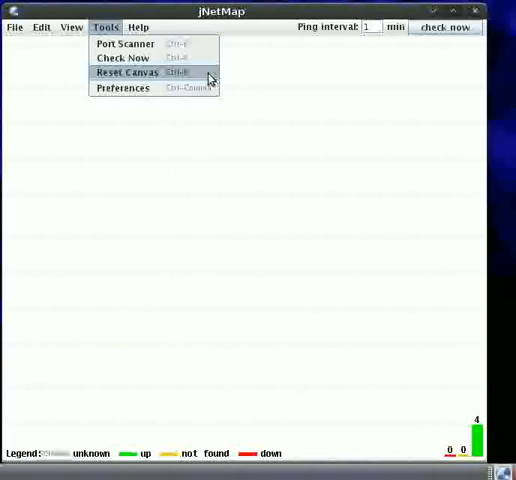 jNetMap
File Edit View Tools Help Ping interval: 1 min check now
Port Scanner
Check Now
Reset Canvas
Preferences
4
0 0
Legend: unknown up not found down